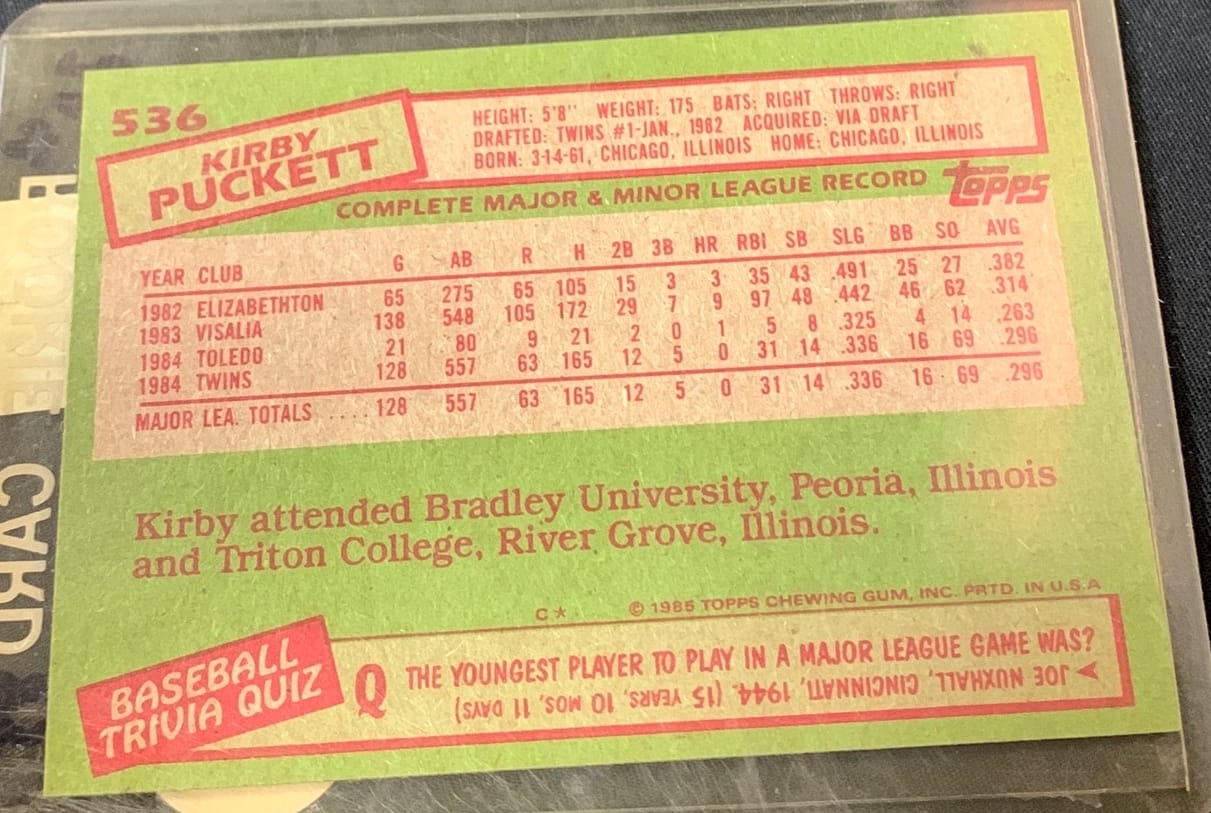 536
KIRBY
PUCKETT
HEIGHT: 5'8" WEIGHT: 175 BATS: RIGHT THROWS: RIGHT
DRAFTED: TWINS #1-JAN., 1982 ACQUIRED: VIA DRAFT
BORN: 3-14-61, CHICAGO, ILLINOIS HOME: CHICAGO, ILLINOIS
COMPLETE MAJOR & MINOR LEAGUE RECORD
Topps
YEAR CLUB G AB R H 2B 3B HR RBI SB SLG BB SO AVG
1982 ELIZABETHTON 65 275 65 105 15 3 3 35 43 .491 25 27 .382
1983 VISALIA 138 548 105 172 29 7 9 97 48 .442 46 62 .314
1984 TOLEDO 21 80 9 21 2 0 1 5 8 .325 4 14 .263
1984 TWINS 128 557 63 165 12 5 0 31 14 .336 16 69 .296
MAJOR LEA. TOTALS .... 128 557 63 165 12 5 0 31 14 .336 16 69 .296
Kirby attended Bradley University, Peoria, Illinois
and Triton College, River Grove, Illinois.
C* © 1985 TOPPS CHEWING GUM, INC. PRTD. IN U.S.A
BASEBALL
TRIVIA QUIZ
Q THE YOUNGEST PLAYER TO PLAY IN A MAJOR LEAGUE GAME WAS?
JOE NUXHALL, CINCINNATI, 1944. (15 YEARS, 10 MOS, 11 DAYS)
ROOKIE
CARD